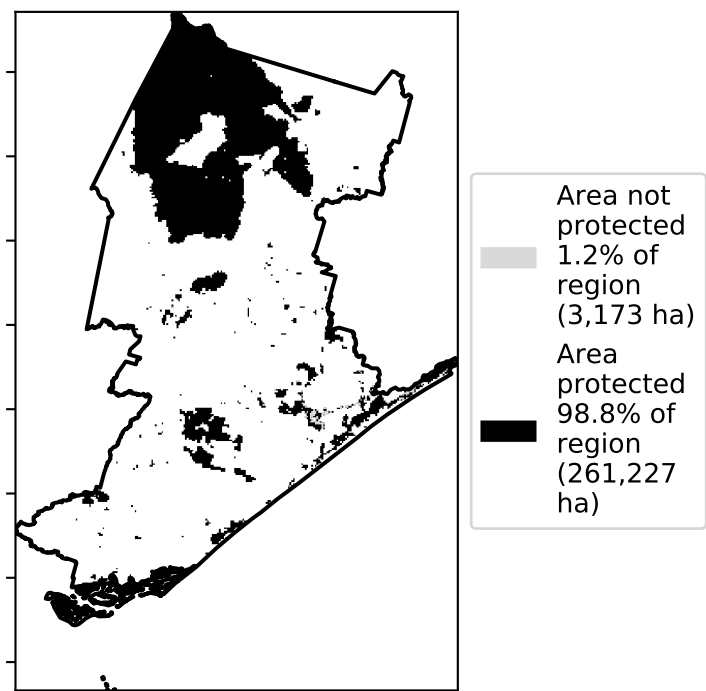 Area not
protected
1.2% of
region
(3,173 ha)
Area
protected
98.8% of
region
(261,227
ha)